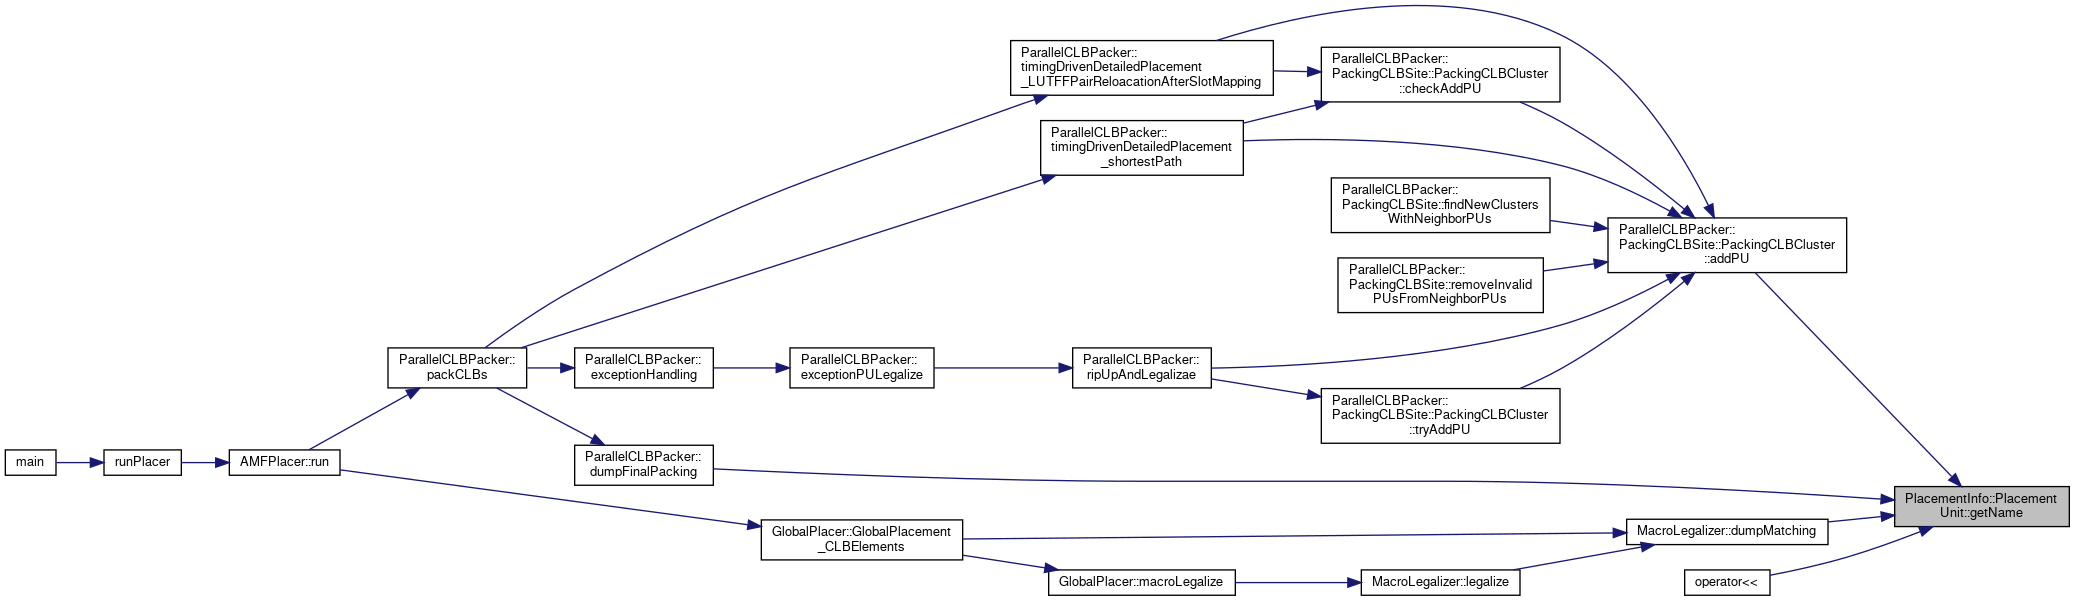 ParallelCLBPacker::
timingDrivenDetailedPlacement
_LUTFFPairReloacationAfterSlotMapping
ParallelCLBPacker::
PackingCLBSite::PackingCLBCluster
::checkAddPU
ParallelCLBPacker::
timingDrivenDetailedPlacement
_shortestPath
ParallelCLBPacker::
PackingCLBSite::findNewClusters
WithNeighborPUs
ParallelCLBPacker::
PackingCLBSite::PackingCLBCluster
::addPU
ParallelCLBPacker::
PackingCLBSite::removeInvalid
PUsFromNeighborPUs
ParallelCLBPacker::
packCLBs
ParallelCLBPacker::
exceptionHandling
ParallelCLBPacker::
exceptionPULegalize
ParallelCLBPacker::
ripUpAndLegalizae
ParallelCLBPacker::
PackingCLBSite::PackingCLBCluster
::tryAddPU
main
runPlacer
AMFPlacer::run
ParallelCLBPacker::
dumpFinalPacking
PlacementInfo::Placement
Unit::getName
GlobalPlacer::GlobalPlacement
_CLBElements
MacroLegalizer::dumpMatching
GlobalPlacer::macroLegalize
MacroLegalizer::legalize
operator<<